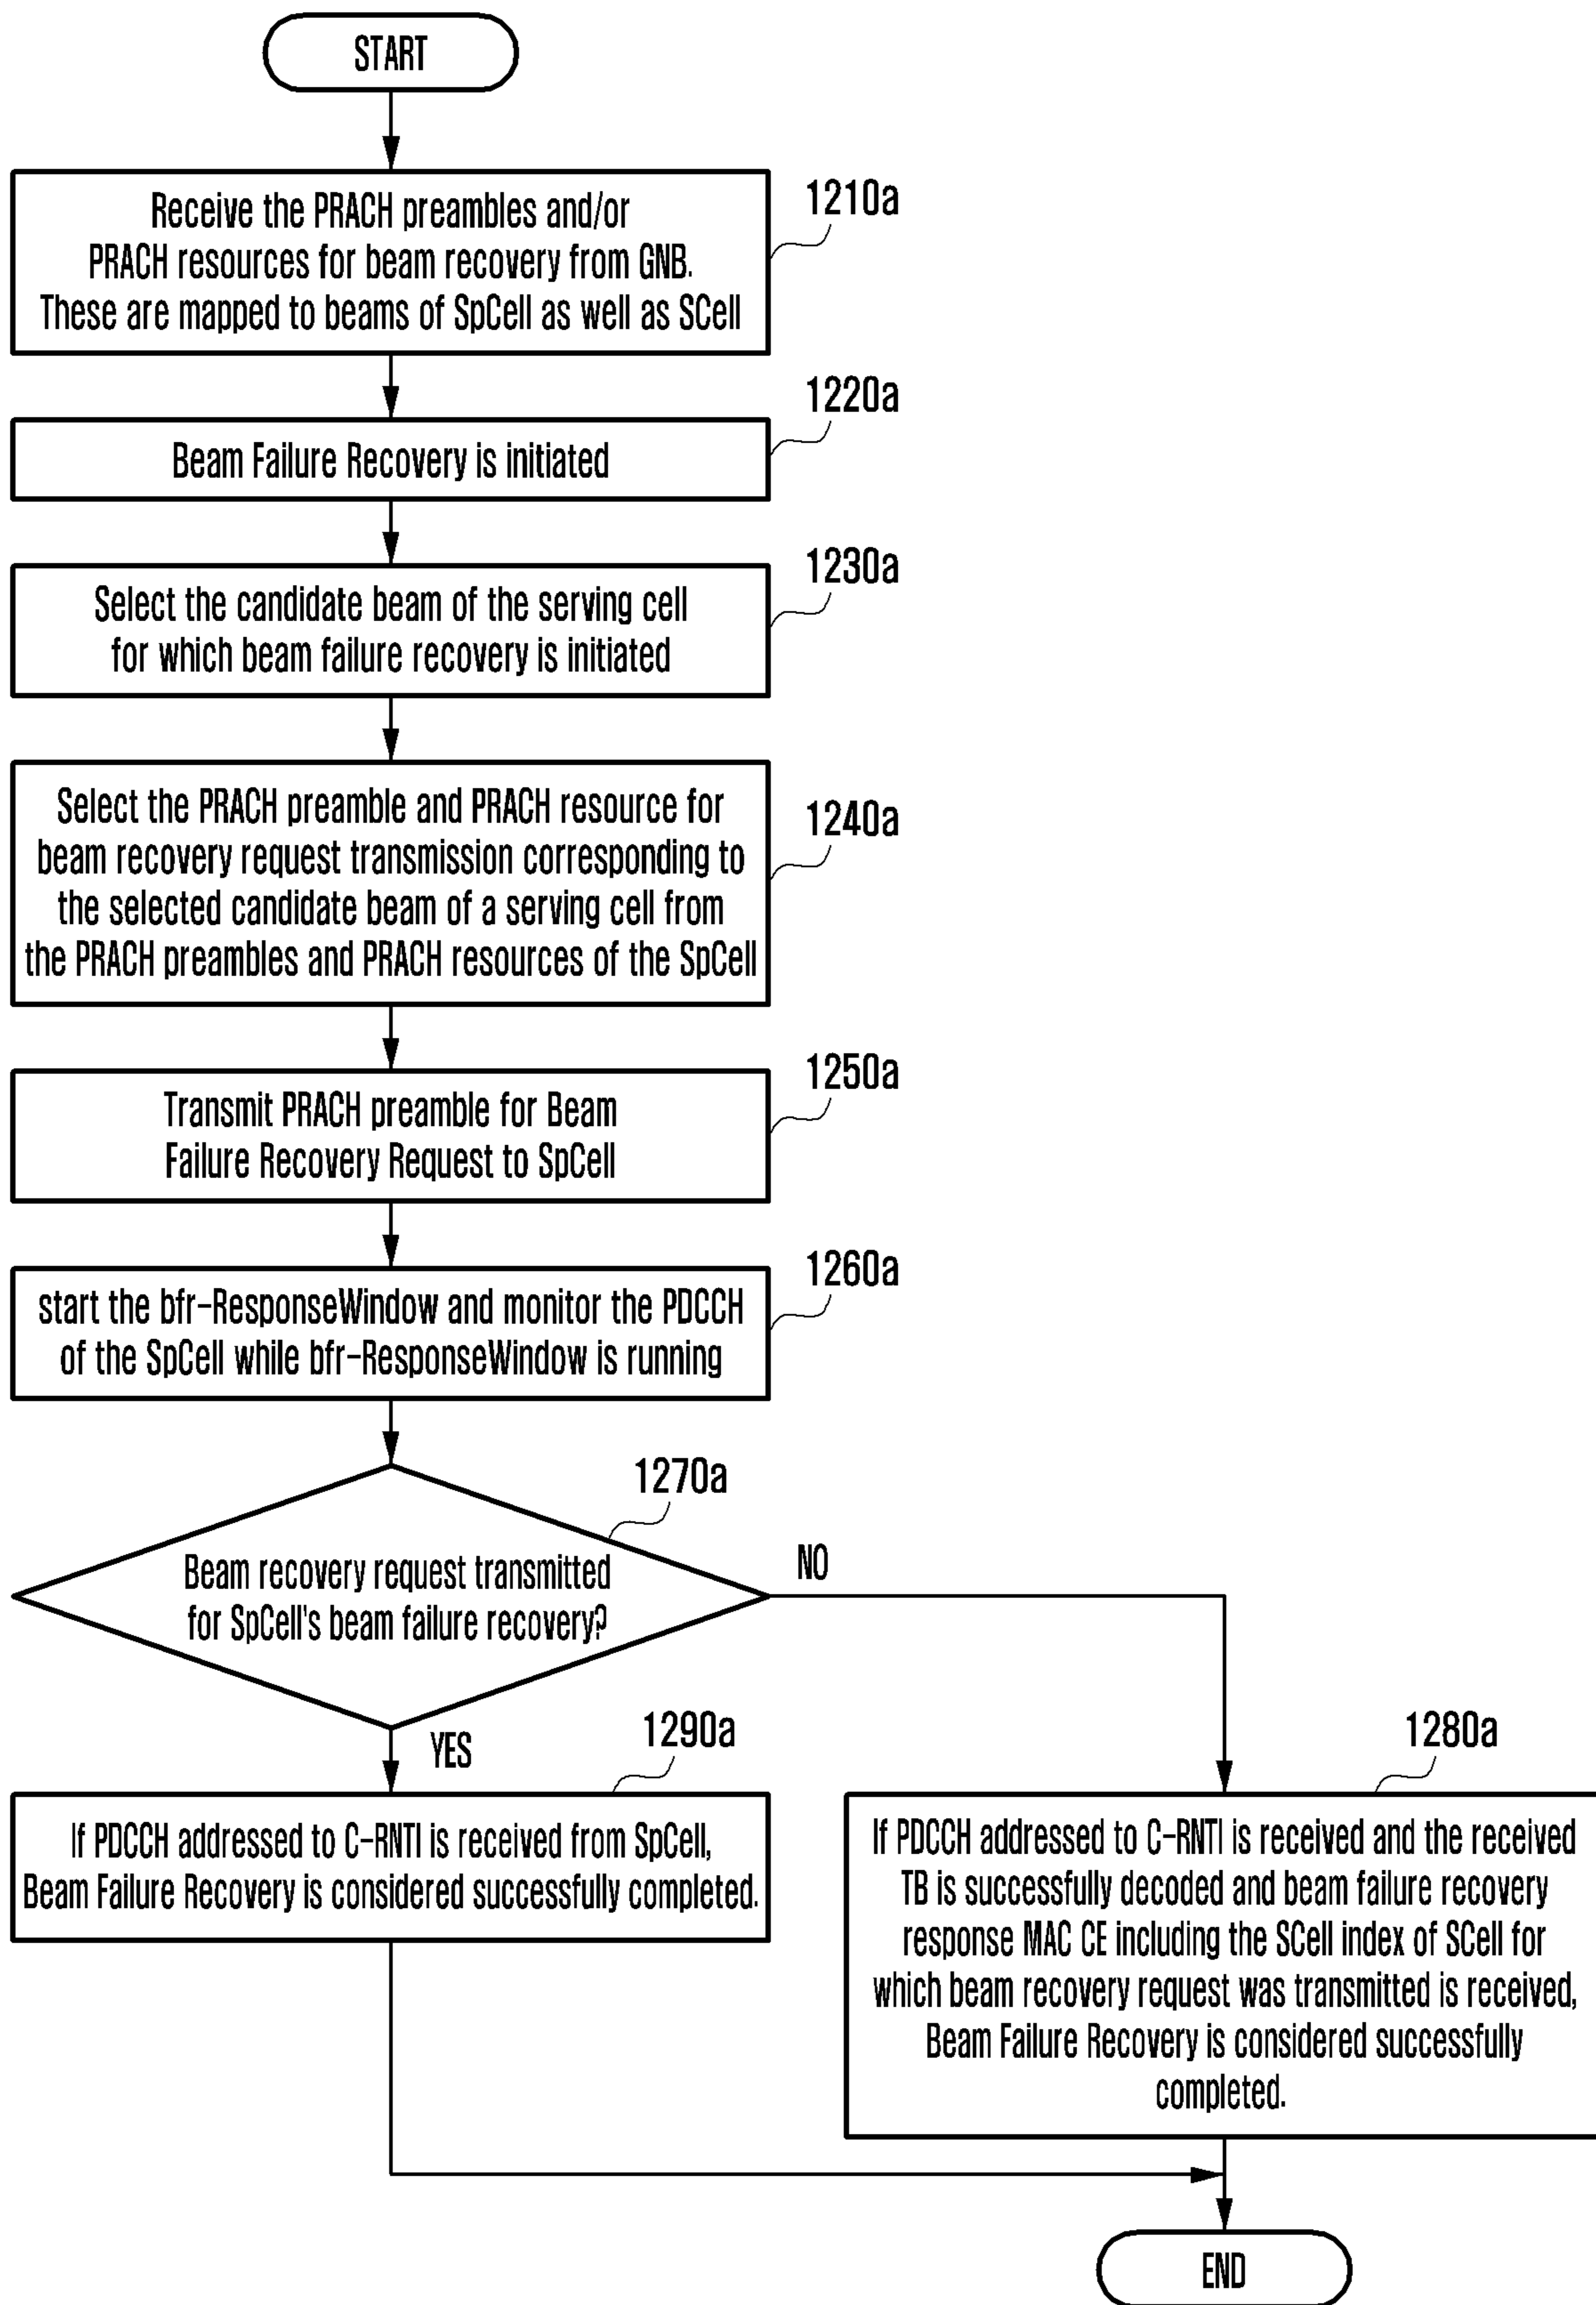 START
Receive the PRACH preambles and/or
PRACH resources for beam recovery from GNB.
These are mapped to beams of SpCell as well as SCell
1210a
Beam Failure Recovery is initiated
1220a
Select the candidate beam of the serving cell
for which beam failure recovery is initiated
1230a
Select the PRACH preamble and PRACH resource for
beam recovery request transmission corresponding to
the selected candidate beam of a serving cell from
the PRACH preambles and PRACH resources of the SpCell
1240a
Transmit PRACH preamble for Beam
Failure Recovery Request to SpCell
1250a
start the bfr-ResponseWindow and monitor the PDCCH
of the SpCell while bfr-ResponseWindow is running
1260a
Beam recovery request transmitted
for SpCell's beam failure recovery?
1270a
NO
YES
1290a
If PDCCH addressed to C-RNTI is received from SpCell,
Beam Failure Recovery is considered successfully completed.
1280a
If PDCCH addressed to C-RNTI is received and the received
TB is successfully decoded and beam failure recovery
response MAC CE including the SCell index of SCell for
which beam recovery request was transmitted is received,
Beam Failure Recovery is considered successfully
completed.
END